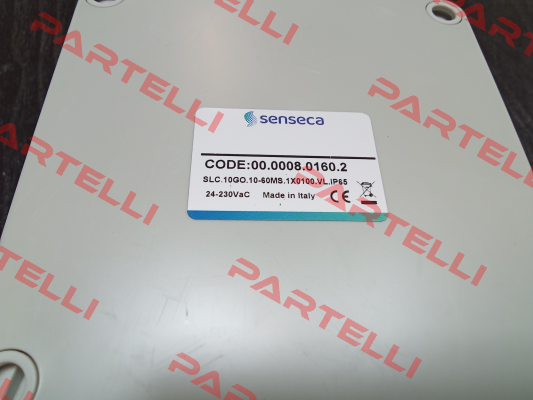 PARTELLI
PARTELLI
PARTELLI
senseca
CODE:00.0008.0160.2
SLC.10GO.10-60MS.1X0100.VL.IP65
24-230VaC Made in Italy CE
PARTELLI
PARTELLI
PARTELLI
PARTELLI